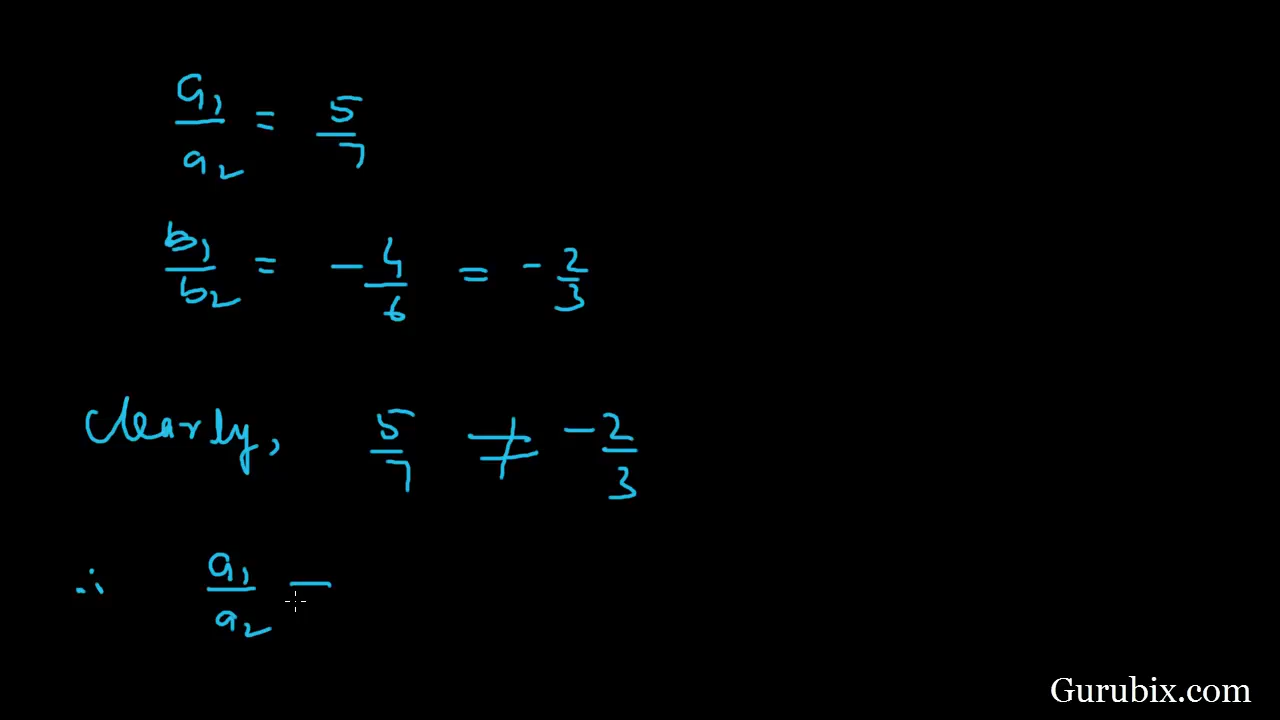 a₁/a₂ = 5/7
b₁/b₂ = -4/6 = -2/3
Clearly, 5/7 ≠ -2/3
∴ a₁/a₂ —
Gurubix.com